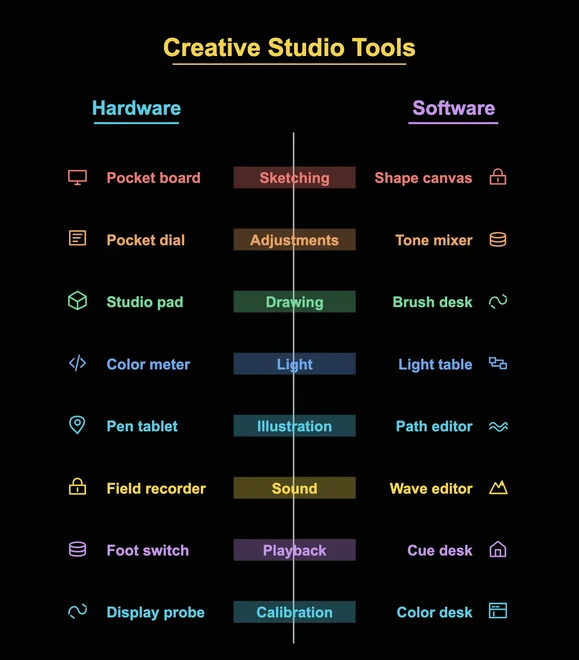 Creative Studio Tools
Hardware Software
Pocket board Sketching Shape canvas
Pocket dial Adjustments Tone mixer
Studio pad Drawing Brush desk
Color meter Light Light table
Pen tablet Illustration Path editor
Field recorder Sound Wave editor
Foot switch Playback Cue desk
Display probe Calibration Color desk